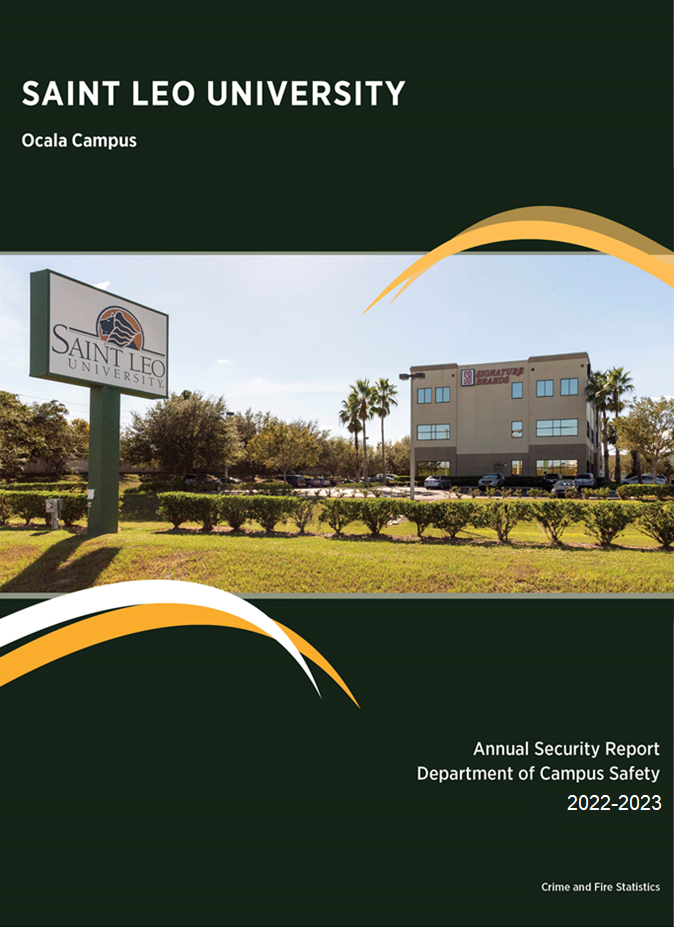 SAINT LEO UNIVERSITY
Ocala Campus
SAINT LEO
UNIVERSITY
SB SIGNATURE
BRANDS
Annual Security Report
Department of Campus Safety
2022-2023
Crime and Fire Statistics